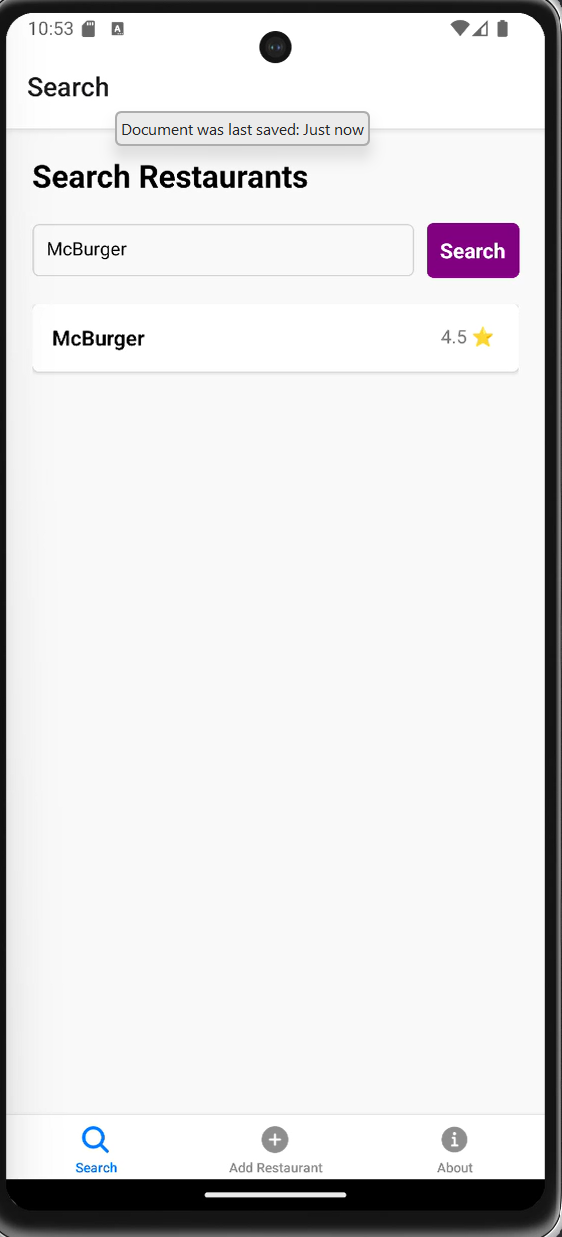 10:53 A
Search
Document was last saved: Just now
Search Restaurants
McBurger Search
McBurger 4.5 ⭐
Search Add Restaurant About